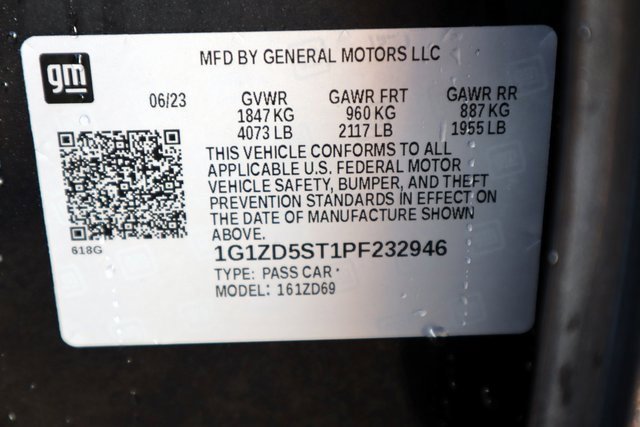 gm
MFD BY GENERAL MOTORS LLC
06/23 GVWR GAWR FRT GAWR RR
1847 KG 960 KG 887 KG
4073 LB 2117 LB 1955 LB
THIS VEHICLE CONFORMS TO ALL
APPLICABLE U.S. FEDERAL MOTOR
VEHICLE SAFETY, BUMPER, AND THEFT
PREVENTION STANDARDS IN EFFECT ON
THE DATE OF MANUFACTURE SHOWN
ABOVE.
618G
1G1ZD5ST1PF232946
TYPE: PASS CAR
MODEL: 161ZD69